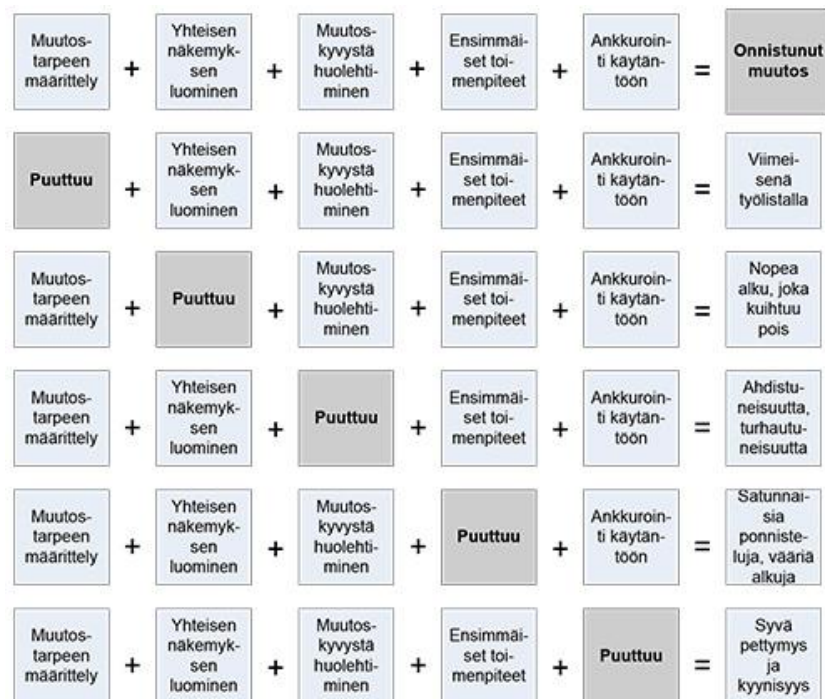 Muutos-
tarpeen
määrittely
+
Yhteisen
näkemyk-
sen
luominen
+
Muutos-
kyvystä
huolehti-
minen
+
Ensimmäi-
set toi-
menpiteet
+
Ankkuroin-
ti käytän-
töön
=
Onnistunut
muutos
Puuttuu
+
Yhteisen
näkemyk-
sen
luominen
+
Muutos-
kyvystä
huolehti-
minen
+
Ensimmäi-
set toi-
menpiteet
+
Ankkuroin-
ti käytän-
töön
=
Viimei-
senä
työlistalla
Muutos-
tarpeen
määrittely
+
Puuttuu
+
Muutos-
kyvystä
huolehti-
minen
+
Ensimmäi-
set toi-
menpiteet
+
Ankkuroin-
ti käytän-
töön
=
Nopea
alku, joka
kuihtuu
pois
Muutos-
tarpeen
määrittely
+
Yhteisen
näkemyk-
sen
luominen
+
Puuttuu
+
Ensimmäi-
set toi-
menpiteet
+
Ankkuroin-
ti käytän-
töön
=
Ahdistu-
neisuutta,
turhautu-
neisuutta
Muutos-
tarpeen
määrittely
+
Yhteisen
näkemyk-
sen
luominen
+
Muutos-
kyvystä
huolehti-
minen
+
Puuttuu
+
Ankkuroin-
ti käytän-
töön
=
Satunnai-
sia
ponniste-
luja, vääriä
alkuja
Muutos-
tarpeen
määrittely
+
Yhteisen
näkemyk-
sen
luominen
+
Muutos-
kyvystä
huolehti-
minen
+
Ensimmäi-
set toi-
menpiteet
+
Puuttuu
=
Syvä
pettymys
ja
kyynisyys